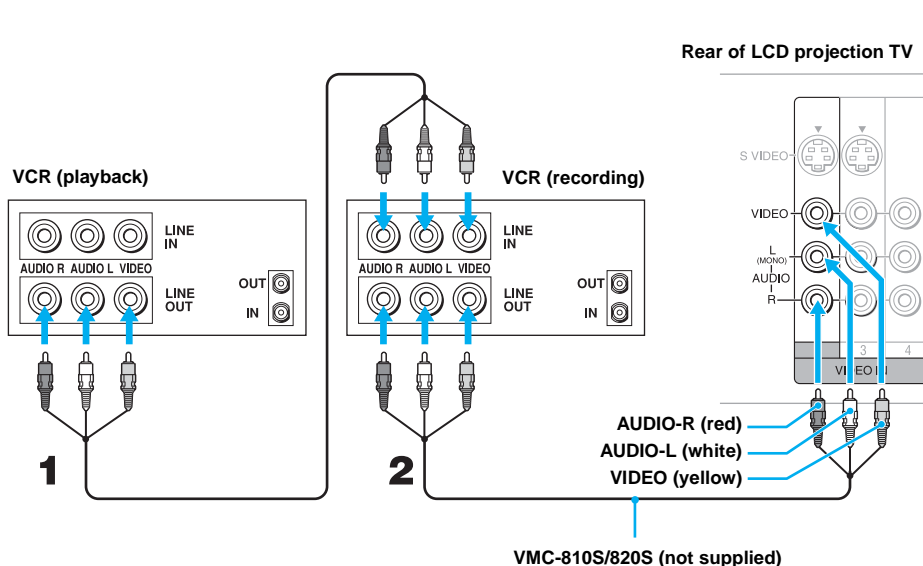 Rear of LCD projection TV
S VIDEO
VCR (playback)
VCR (recording)
LINE IN
AUDIO R AUDIO L VIDEO
LINE OUT
OUT
IN
LINE IN
AUDIO R AUDIO L VIDEO
LINE OUT
OUT
IN
VIDEO
L
(MONO)
AUDIO
R
3 4
VIDEO IN
1
2
AUDIO-R (red)
AUDIO-L (white)
VIDEO (yellow)
VMC-810S/820S (not supplied)